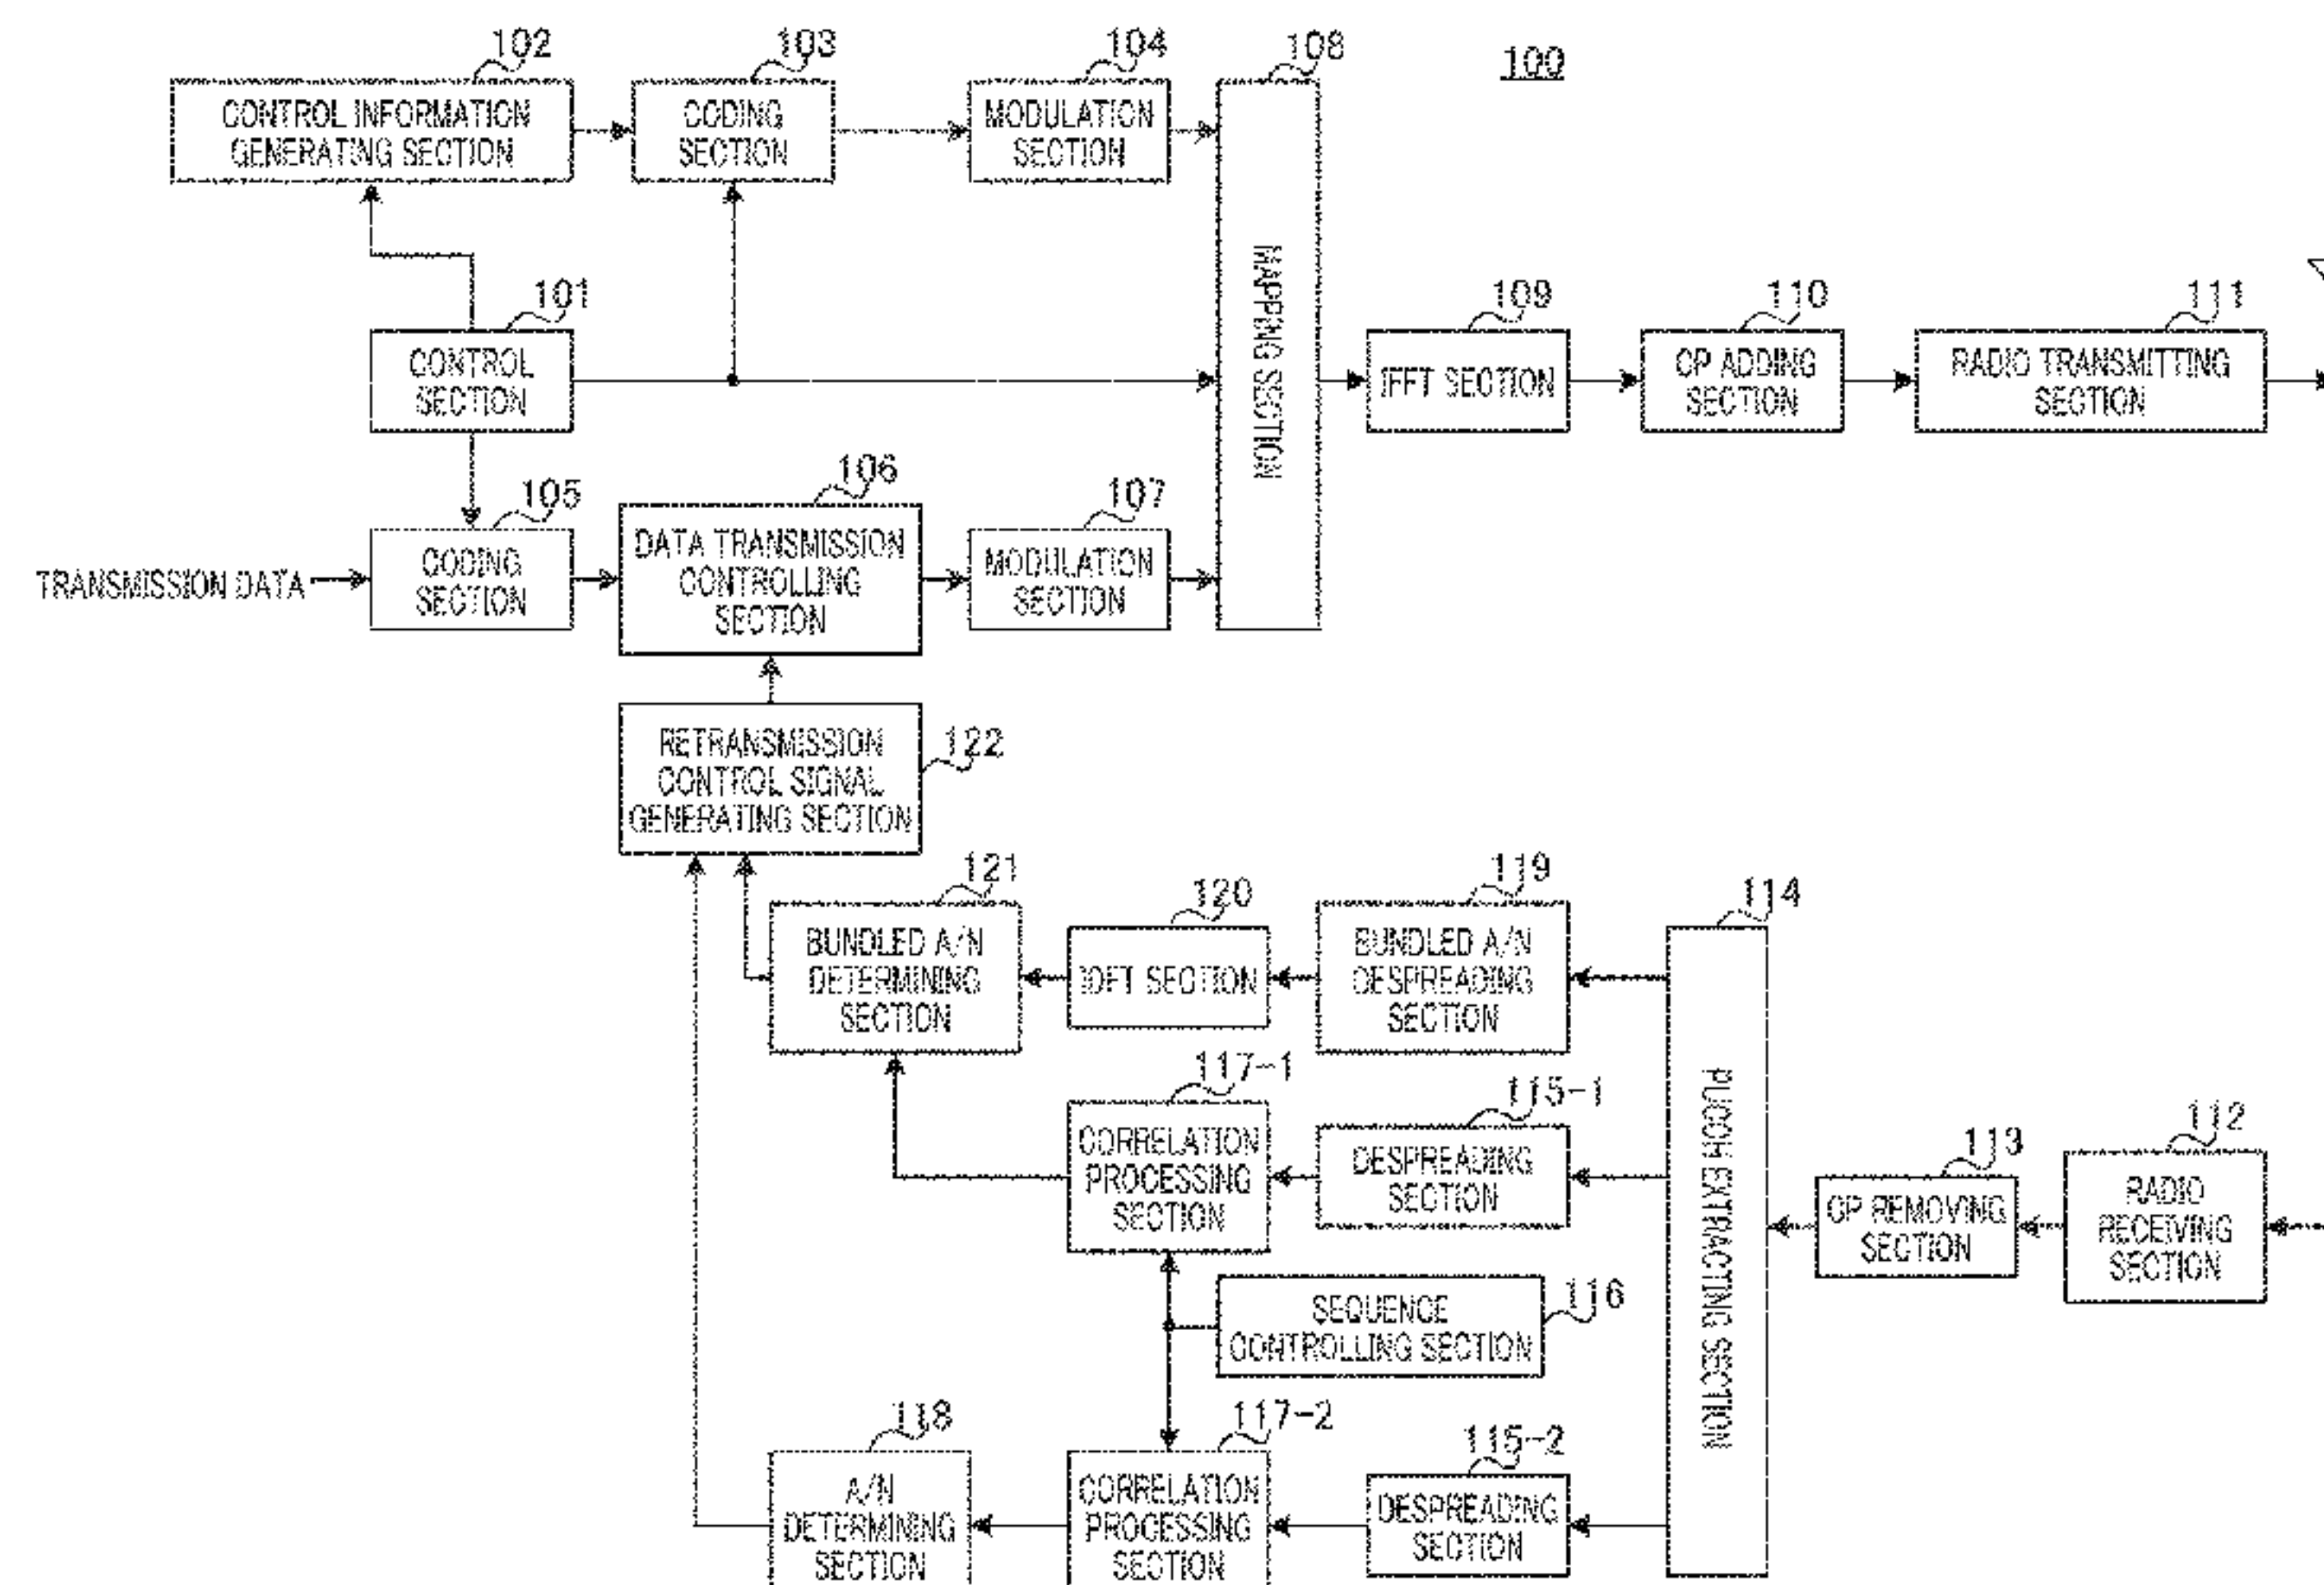 102
103
104
108
100
CONTROL INFORMATION
GENERATING SECTION
CODING
SECTION
MODULATION
SECTION
MAPPING SECTION
101
109
110
111
CONTROL
SECTION
IFFT SECTION
CP ADDING
SECTION
RADIO TRANSMITTING
SECTION
105
106
107
TRANSMISSION DATA
CODING
SECTION
DATA TRANSMISSION
CONTROLLING
SECTION
MODULATION
SECTION
RETRANSMISSION
CONTROL SIGNAL
GENERATING SECTION
122
121
120
119
114
BUNDLED A/N
DETERMINING
SECTION
IDFT SECTION
BUNDLED A/N
DESPREADING
SECTION
PUCCH EXTRACTING SECTION
117-1
115-1
113
112
CORRELATION
PROCESSING
SECTION
DESPREADING
SECTION
CP REMOVING
SECTION
RADIO
RECEIVING
SECTION
SEQUENCE
CONTROLLING SECTION
116
118
117-2
115-2
A/N
DETERMINING
SECTION
CORRELATION
PROCESSING
SECTION
DESPREADING
SECTION